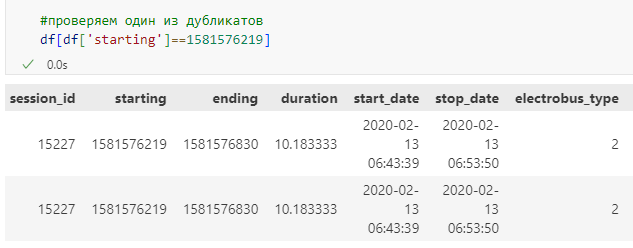 #проверяем один из дубликатов
df[df['starting']==1581576219]
0.0s
session_id starting ending duration start_date stop_date electrobus_type
15227 1581576219 1581576830 10.183333 2020-02-13 06:43:39 2020-02-13 06:53:50 2
15227 1581576219 1581576830 10.183333 2020-02-13 06:43:39 2020-02-13 06:53:50 2